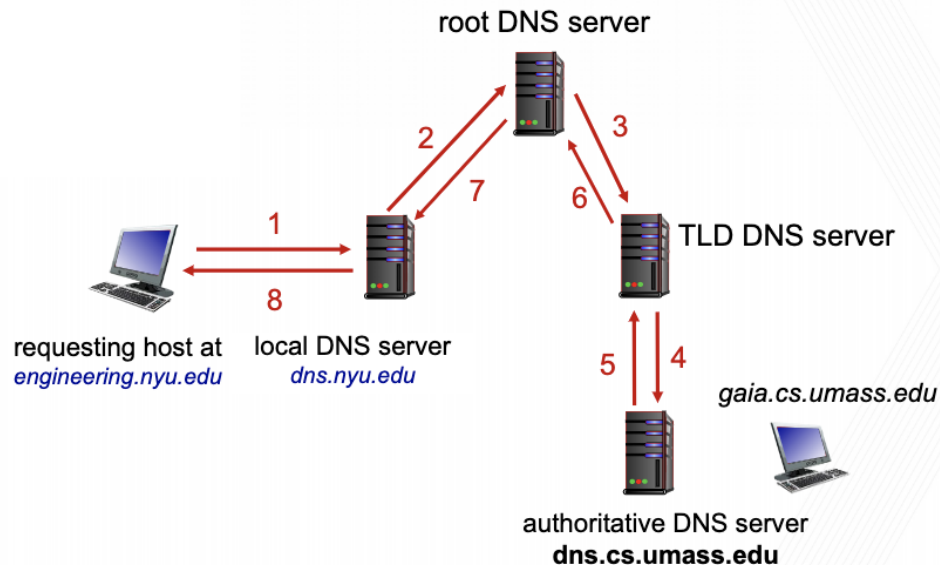 root DNS server
2
3
7
6
1
TLD DNS server
8
requesting host at
engineering.nyu.edu
local DNS server
dns.nyu.edu
5
4
gaia.cs.umass.edu
authoritative DNS server
dns.cs.umass.edu